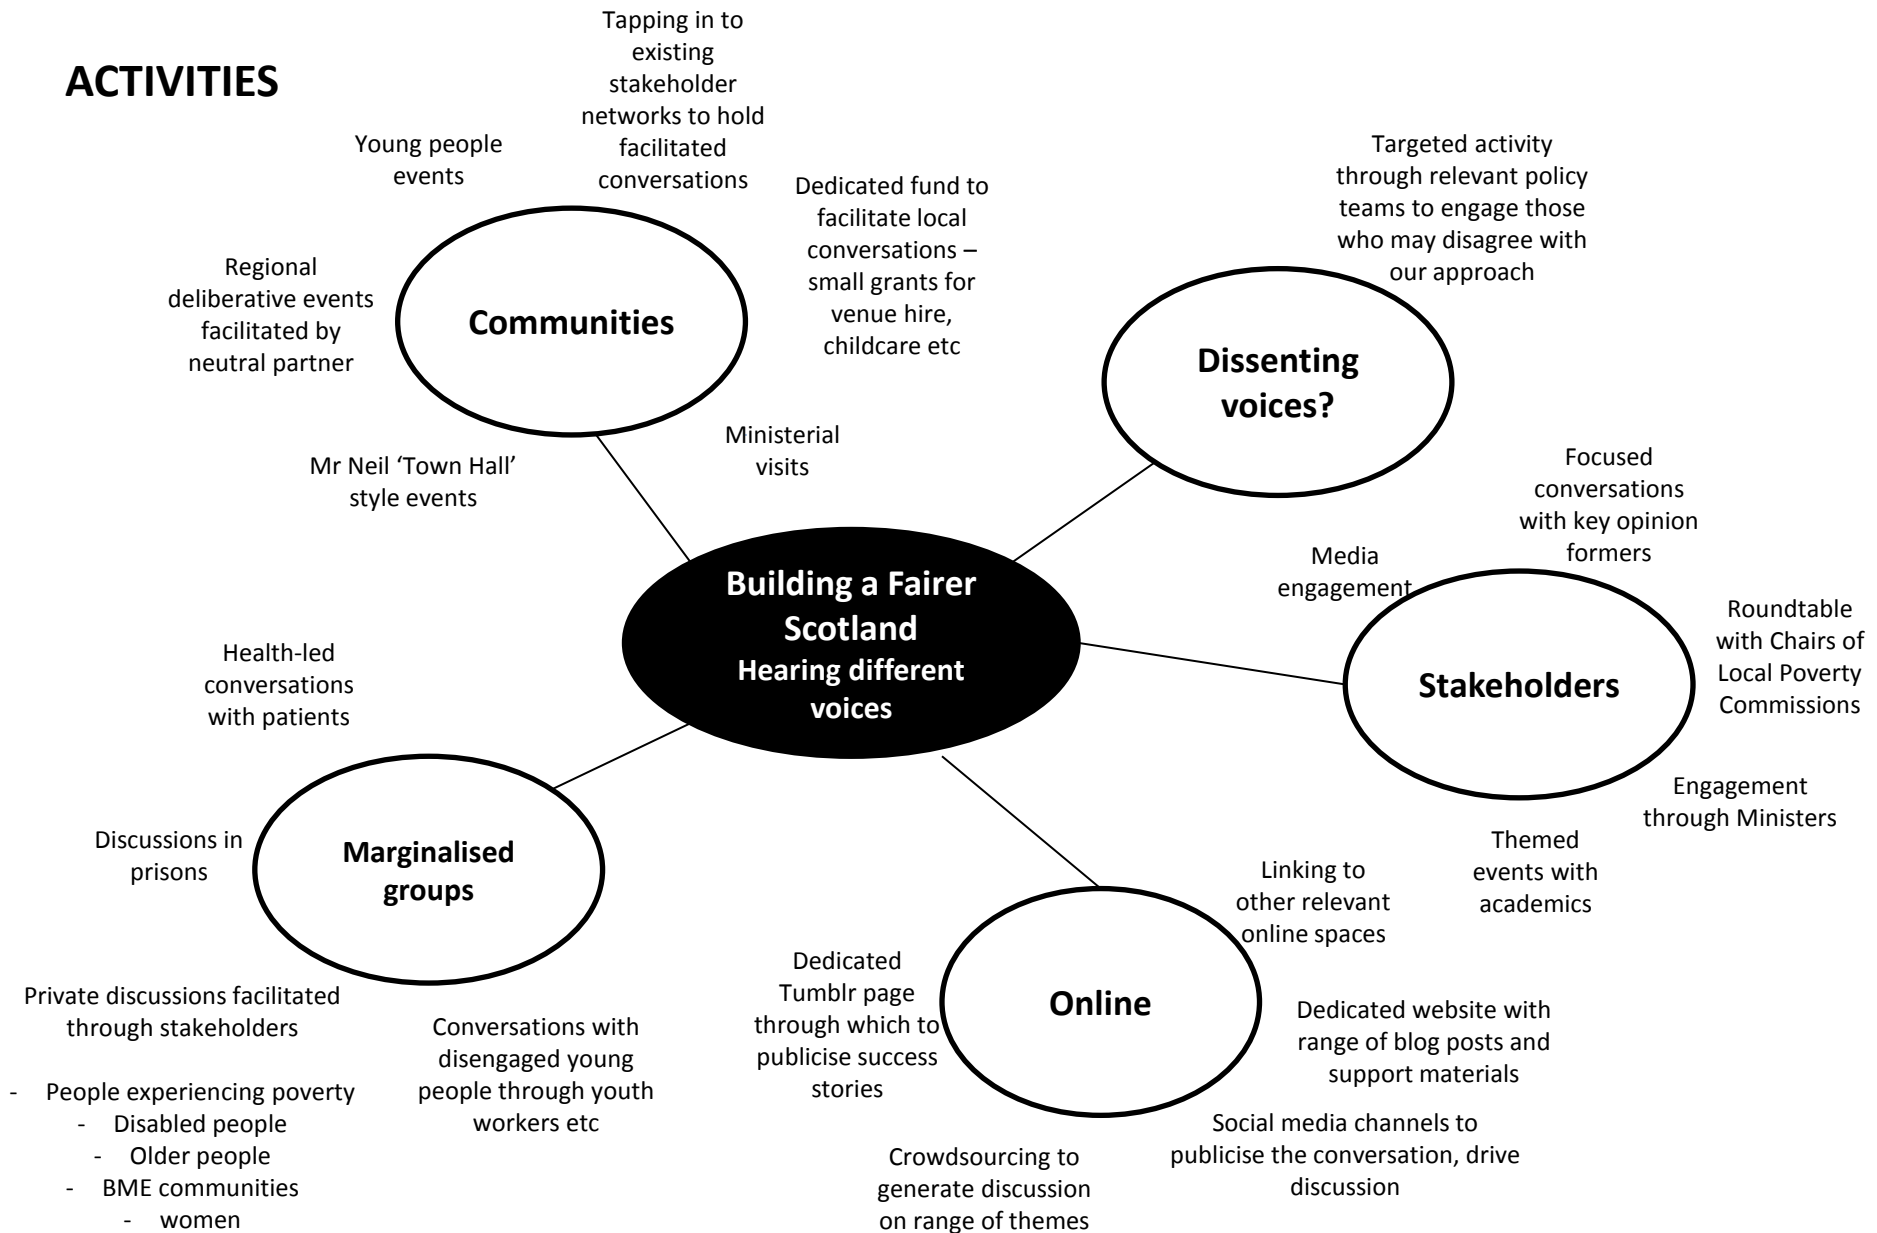 ACTIVITIES
Tapping in to
existing
stakeholder
networks to hold
facilitated
conversations
Young people
events
Dedicated fund to
facilitate local
conversations –
small grants for
venue hire,
childcare etc
Regional
deliberative events
facilitated by
neutral partner
Communities
Mr Neil ‘Town Hall’
style events
Ministerial
visits
Targeted activity
through relevant policy
teams to engage those
who may disagree with
our approach
Dissenting
voices?
Building a Fairer
Scotland
Hearing different
voices
Focused
conversations
with key opinion
formers
Media
engagement
Roundtable
with Chairs of
Local Poverty
Commissions
Stakeholders
Engagement
through Ministers
Themed
events with
academics
Health-led
conversations
with patients
Discussions in
prisons
Marginalised
groups
Private discussions facilitated
through stakeholders
- People experiencing poverty
- Disabled people
- Older people
- BME communities
- women
Conversations with
disengaged young
people through youth
workers etc
Linking to
other relevant
online spaces
Dedicated
Tumblr page
through which to
publicise success
stories
Online
Dedicated website with
range of blog posts and
support materials
Social media channels to
publicise the conversation, drive
discussion
Crowdsourcing to
generate discussion
on range of themes